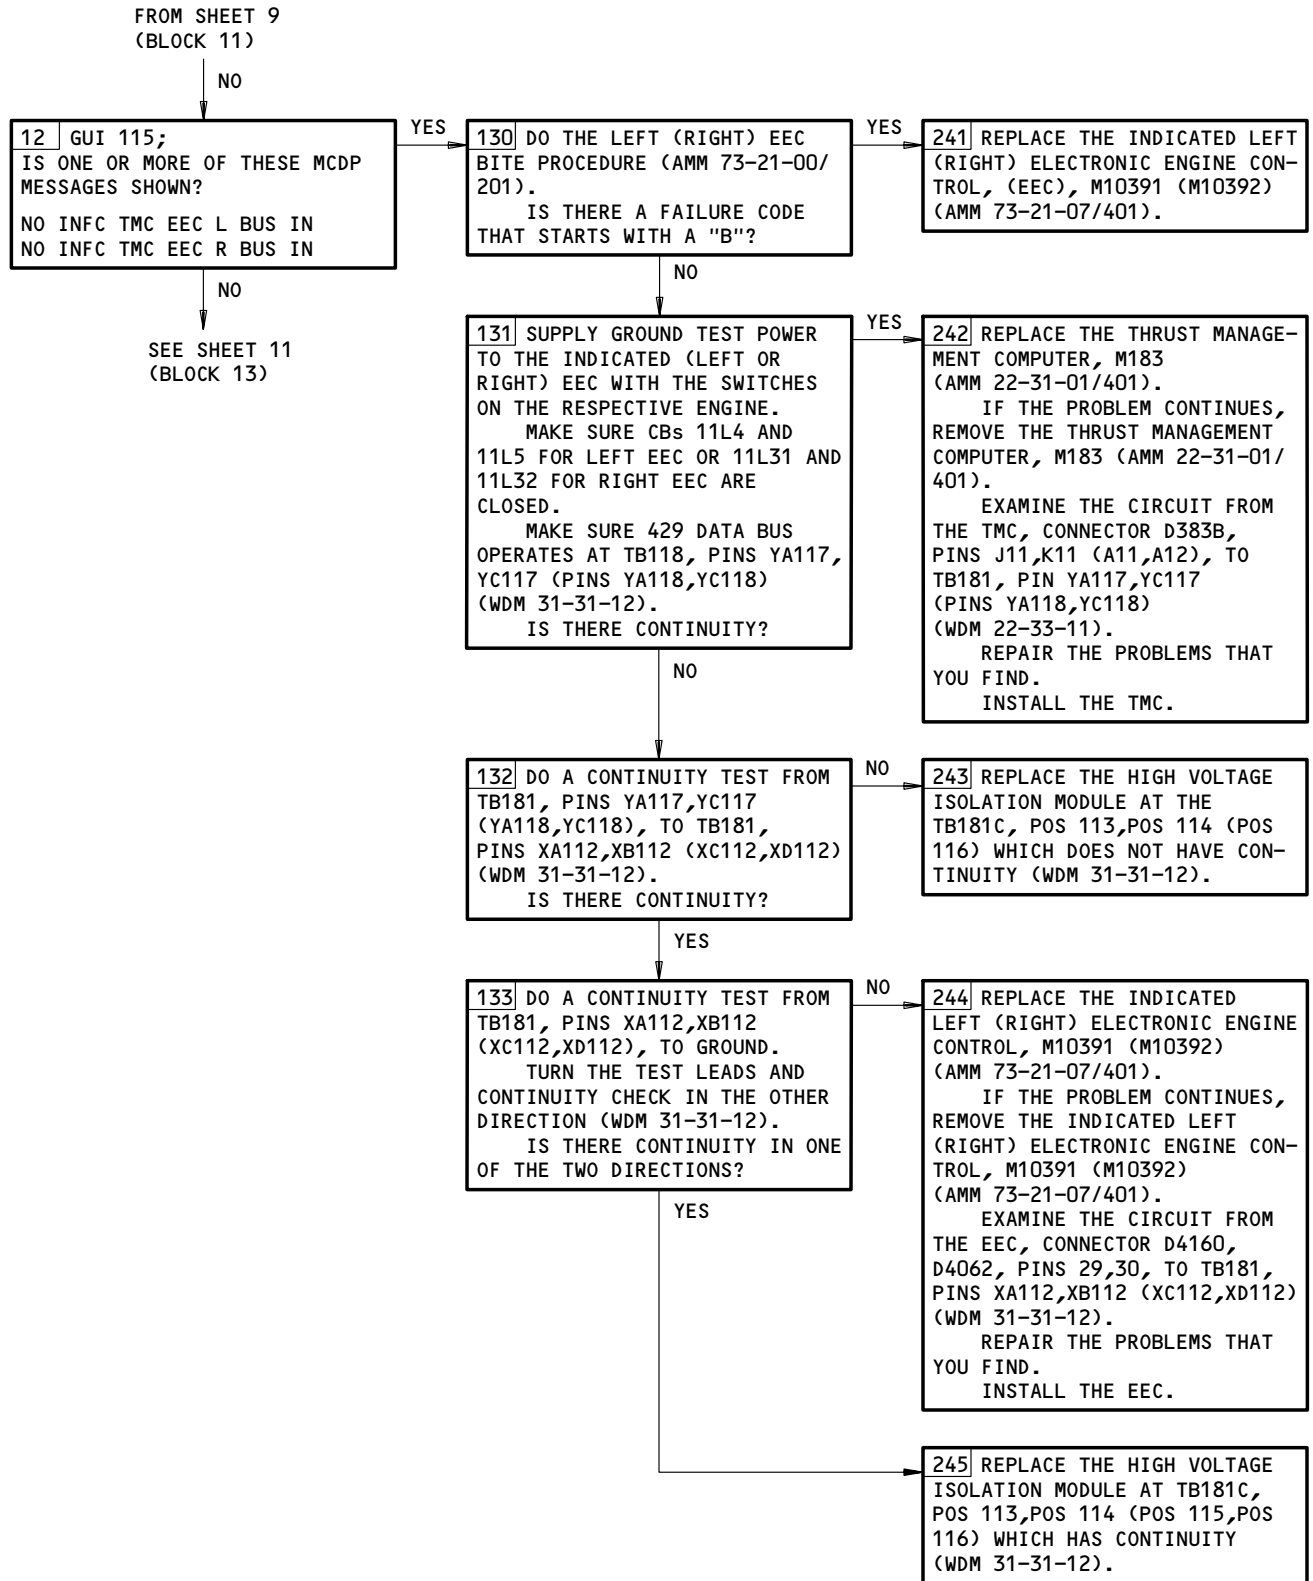 FROM SHEET 9
(BLOCK 11)
NO
12 GUI 115;
IS ONE OR MORE OF THESE MCDP
MESSAGES SHOWN?
NO INFC TMC EEC L BUS IN
NO INFC TMC EEC R BUS IN
YES
NO
SEE SHEET 11
(BLOCK 13)
130 DO THE LEFT (RIGHT) EEC
BITE PROCEDURE (AMM 73-21-00/
201).
IS THERE A FAILURE CODE
THAT STARTS WITH A "B"?
YES
241 REPLACE THE INDICATED LEFT
(RIGHT) ELECTRONIC ENGINE CON-
TROL, (EEC), M10391 (M10392)
(AMM 73-21-07/401).
NO
131 SUPPLY GROUND TEST POWER
TO THE INDICATED (LEFT OR
RIGHT) EEC WITH THE SWITCHES
ON THE RESPECTIVE ENGINE.
MAKE SURE CBs 11L4 AND
11L5 FOR LEFT EEC OR 11L31 AND
11L32 FOR RIGHT EEC ARE
CLOSED.
MAKE SURE 429 DATA BUS
OPERATES AT TB118, PINS YA117,
YC117 (PINS YA118,YC118)
(WDM 31-31-12).
IS THERE CONTINUITY?
YES
242 REPLACE THE THRUST MANAGE-
MENT COMPUTER, M183
(AMM 22-31-01/401).
IF THE PROBLEM CONTINUES,
REMOVE THE THRUST MANAGEMENT
COMPUTER, M183 (AMM 22-31-01/
401).
EXAMINE THE CIRCUIT FROM
THE TMC, CONNECTOR D383B,
PINS J11,K11 (A11,A12), TO
TB181, PIN YA117,YC117
(PINS YA118,YC118)
(WDM 22-33-11).
REPAIR THE PROBLEMS THAT
YOU FIND.
INSTALL THE TMC.
NO
132 DO A CONTINUITY TEST FROM
TB181, PINS YA117,YC117
(YA118,YC118), TO TB181,
PINS XA112,XB112 (XC112,XD112)
(WDM 31-31-12).
IS THERE CONTINUITY?
NO
243 REPLACE THE HIGH VOLTAGE
ISOLATION MODULE AT THE
TB181C, POS 113,POS 114 (POS
116) WHICH DOES NOT HAVE CON-
TINUITY (WDM 31-31-12).
YES
133 DO A CONTINUITY TEST FROM
TB181, PINS XA112,XB112
(XC112,XD112), TO GROUND.
TURN THE TEST LEADS AND
CONTINUITY CHECK IN THE OTHER
DIRECTION (WDM 31-31-12).
IS THERE CONTINUITY IN ONE
OF THE TWO DIRECTIONS?
NO
244 REPLACE THE INDICATED
LEFT (RIGHT) ELECTRONIC ENGINE
CONTROL, M10391 (M10392)
(AMM 73-21-07/401).
IF THE PROBLEM CONTINUES,
REMOVE THE INDICATED LEFT
(RIGHT) ELECTRONIC ENGINE CON-
TROL, M10391 (M10392)
(AMM 73-21-07/401).
EXAMINE THE CIRCUIT FROM
THE EEC, CONNECTOR D4160,
D4062, PINS 29,30, TO TB181,
PINS XA112,XB112 (XC112,XD112)
(WDM 31-31-12).
REPAIR THE PROBLEMS THAT
YOU FIND.
INSTALL THE EEC.
YES
245 REPLACE THE HIGH VOLTAGE
ISOLATION MODULE AT TB181C,
POS 113,POS 114 (POS 115,POS
116) WHICH HAS CONTINUITY
(WDM 31-31-12).